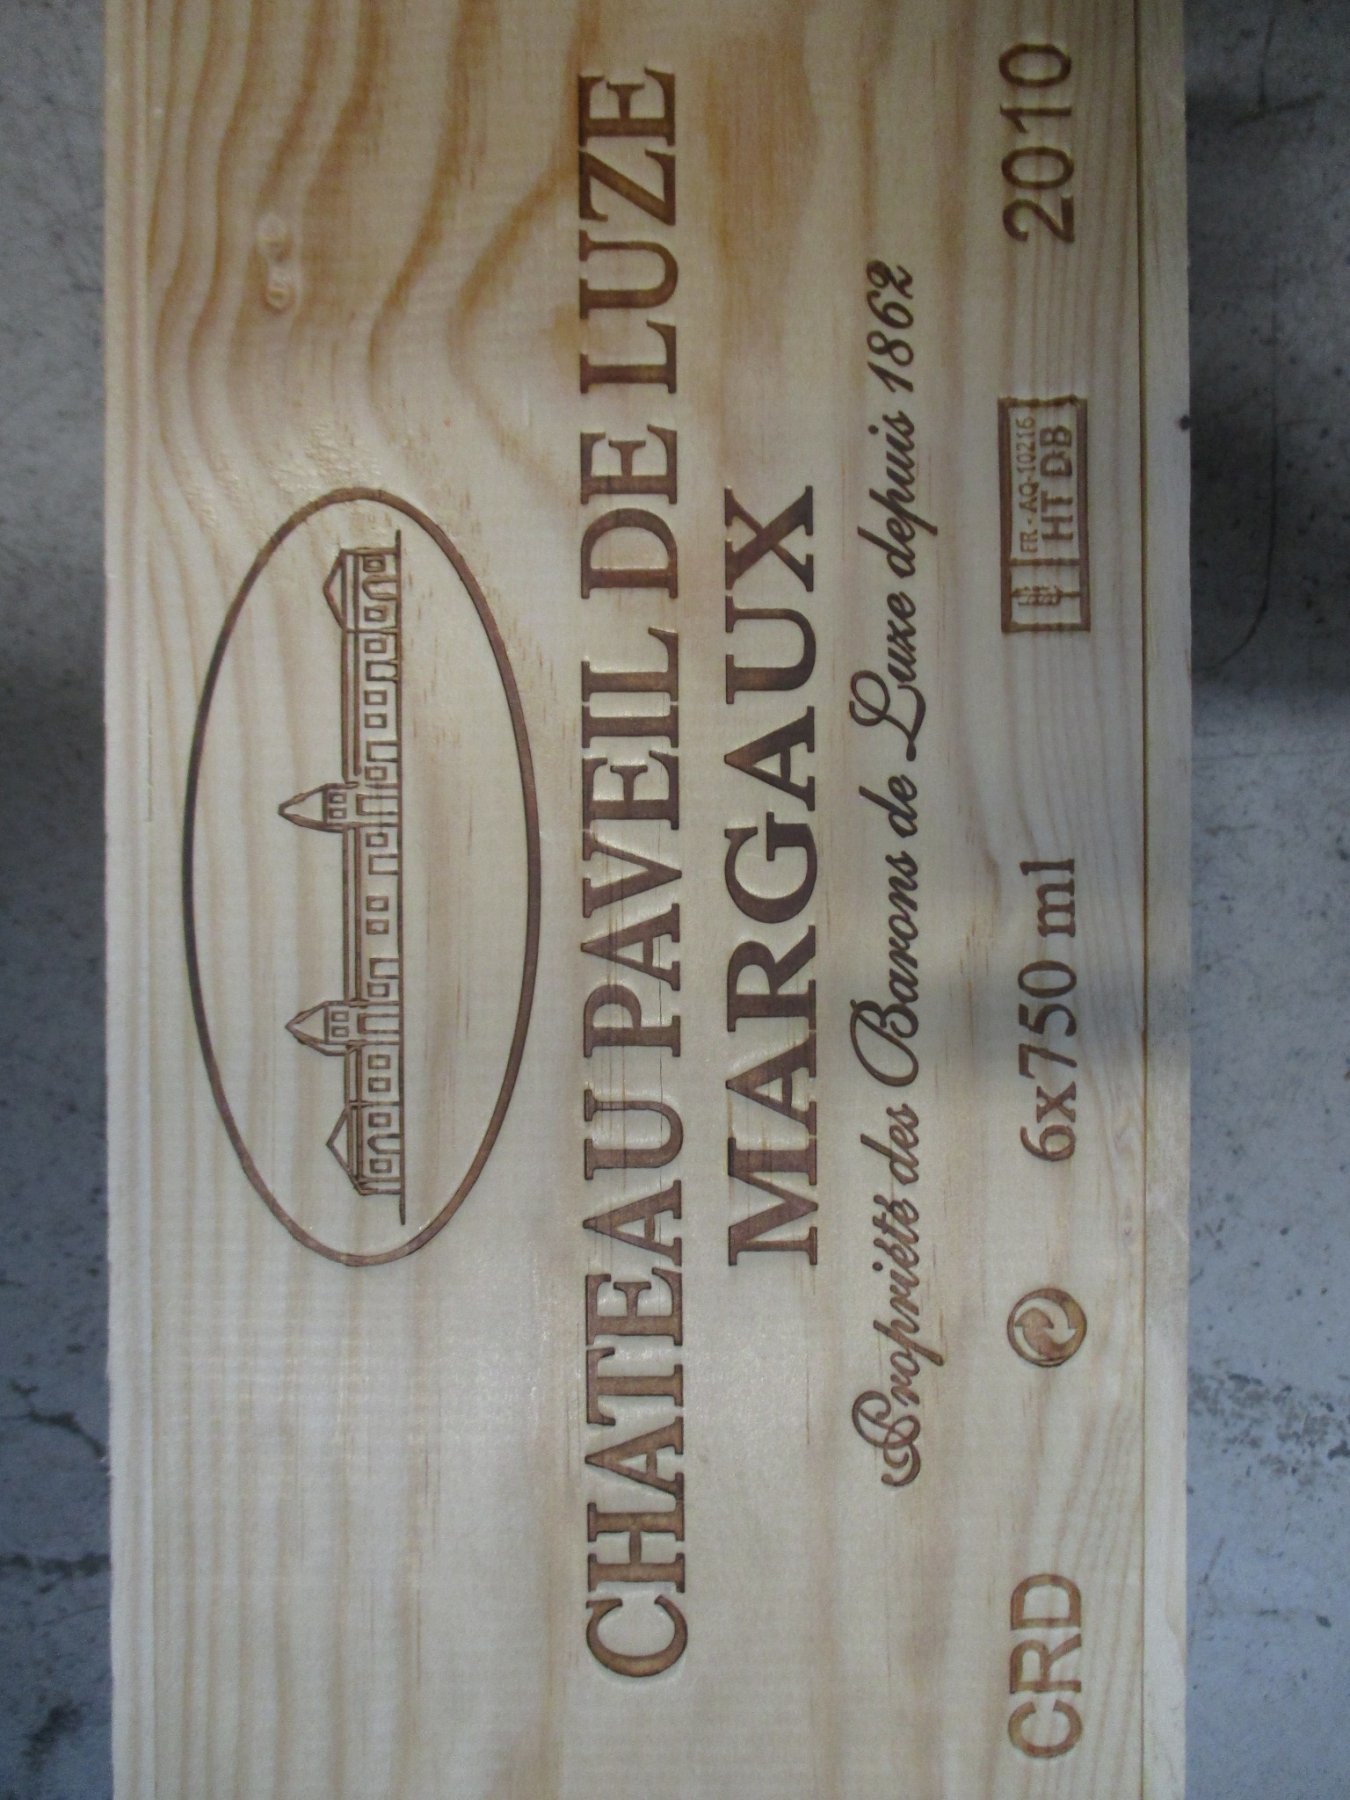 CHATEAU PAVEIL DE LUZE
MARGAUX
Propriété des Barons de Luze depuis 1862
CRD 6x750 ml FR - AQ-10216 2010
HT DB